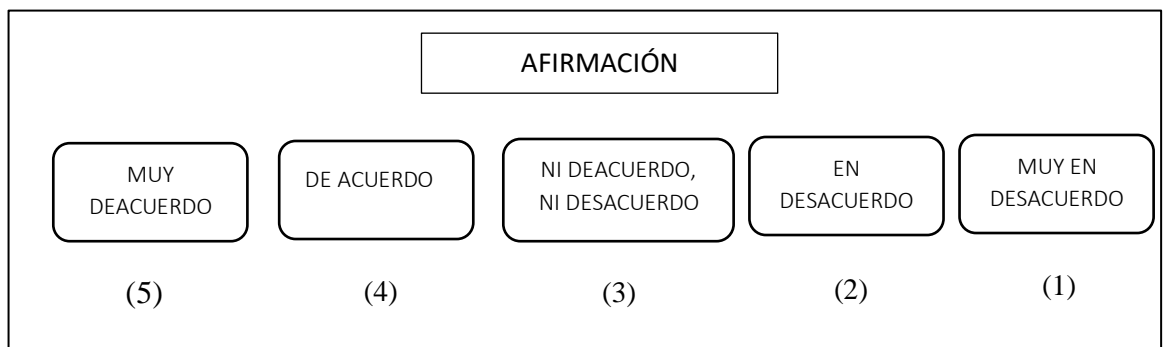 AFIRMACIÓN
MUY
DEACUERDO
DE ACUERDO
NI DEACUERDO,
NI DESACUERDO
EN
DESACUERDO
MUY EN
DESACUERDO
(5)
(4)
(3)
(2)
(1)